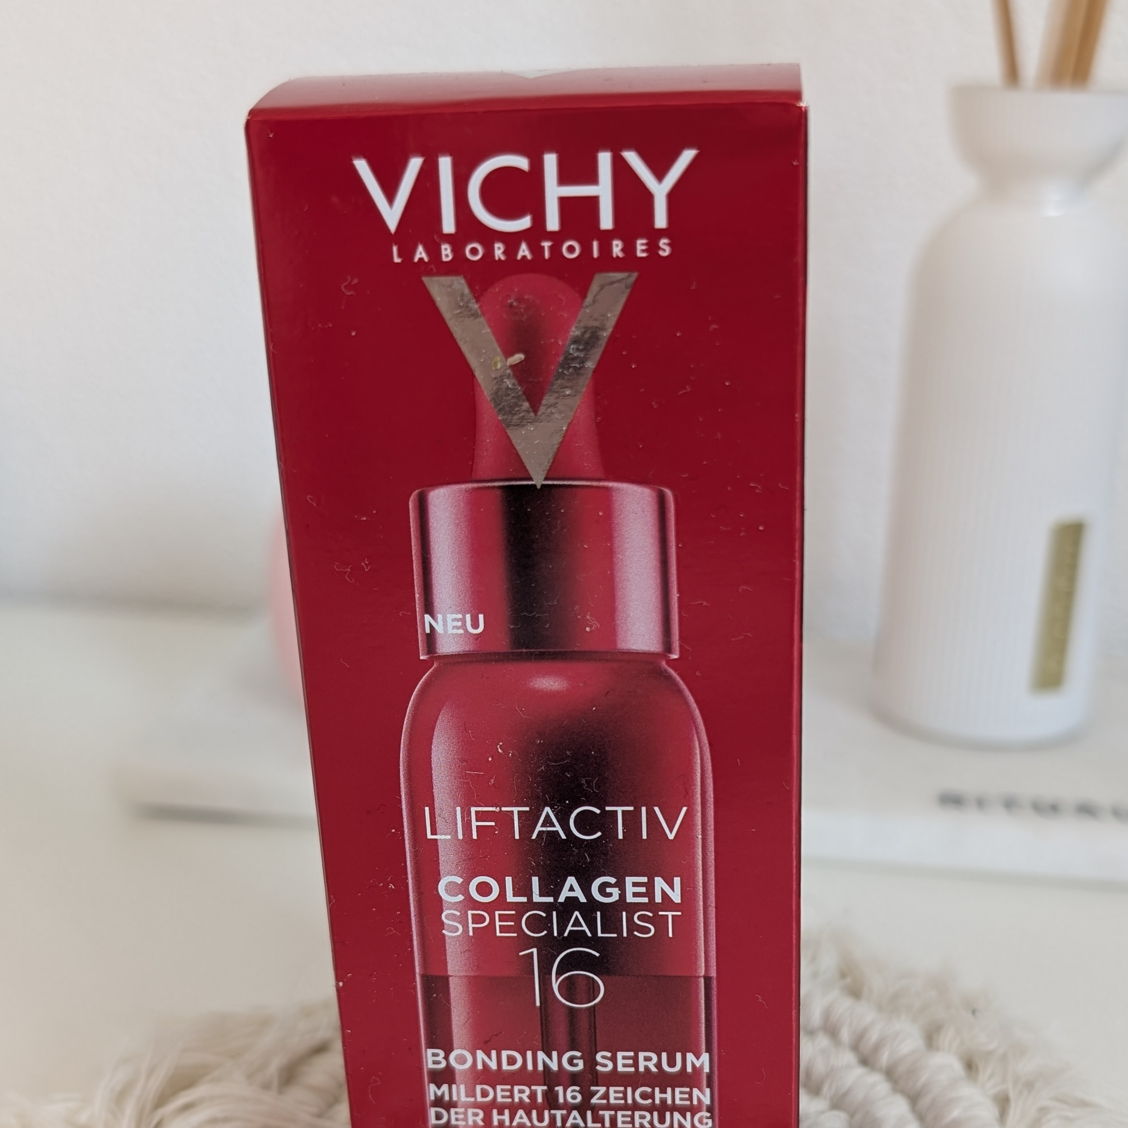 VICHY
LABORATOIRES
NEU
LIFTACTIV
COLLAGEN
SPECIALIST
16
BONDING SERUM
MILDERT 16 ZEICHEN
DER HAUTALTERUNG